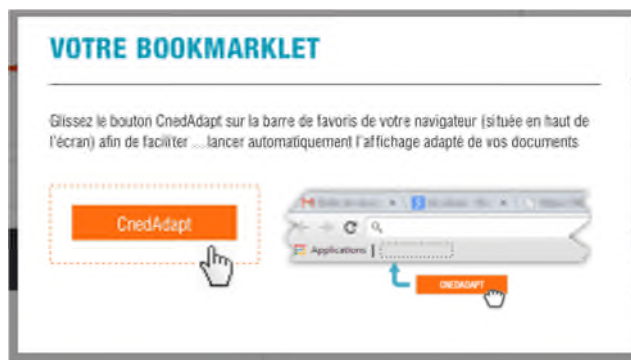 VOTRE BOOKMARKLET
Glissez le bouton CnedAdapt sur la barre de favoris de votre navigateur (située en haut de
l'écran) afin de faciliter ... lancer automatiquement l'affichage adapté de vos documents
CnedAdapt
Applications
CNEDADAPT